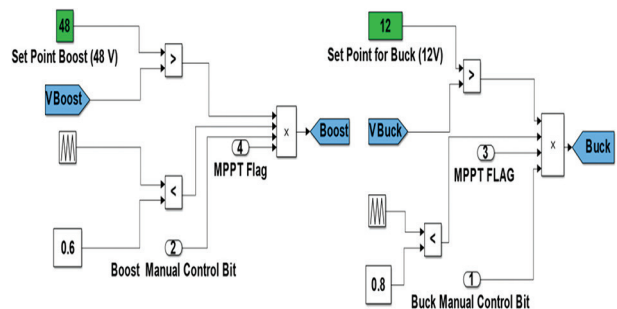 48
Set Point Boost (48 V)
>
VBoost
<
0.6
2
Boost Manual Control Bit
4
MPPT Flag
x
Boost
12
Set Point for Buck (12V)
>
VBuck
3
MPPT FLAG
<
0.8
1
Buck Manual Control Bit
x
Buck